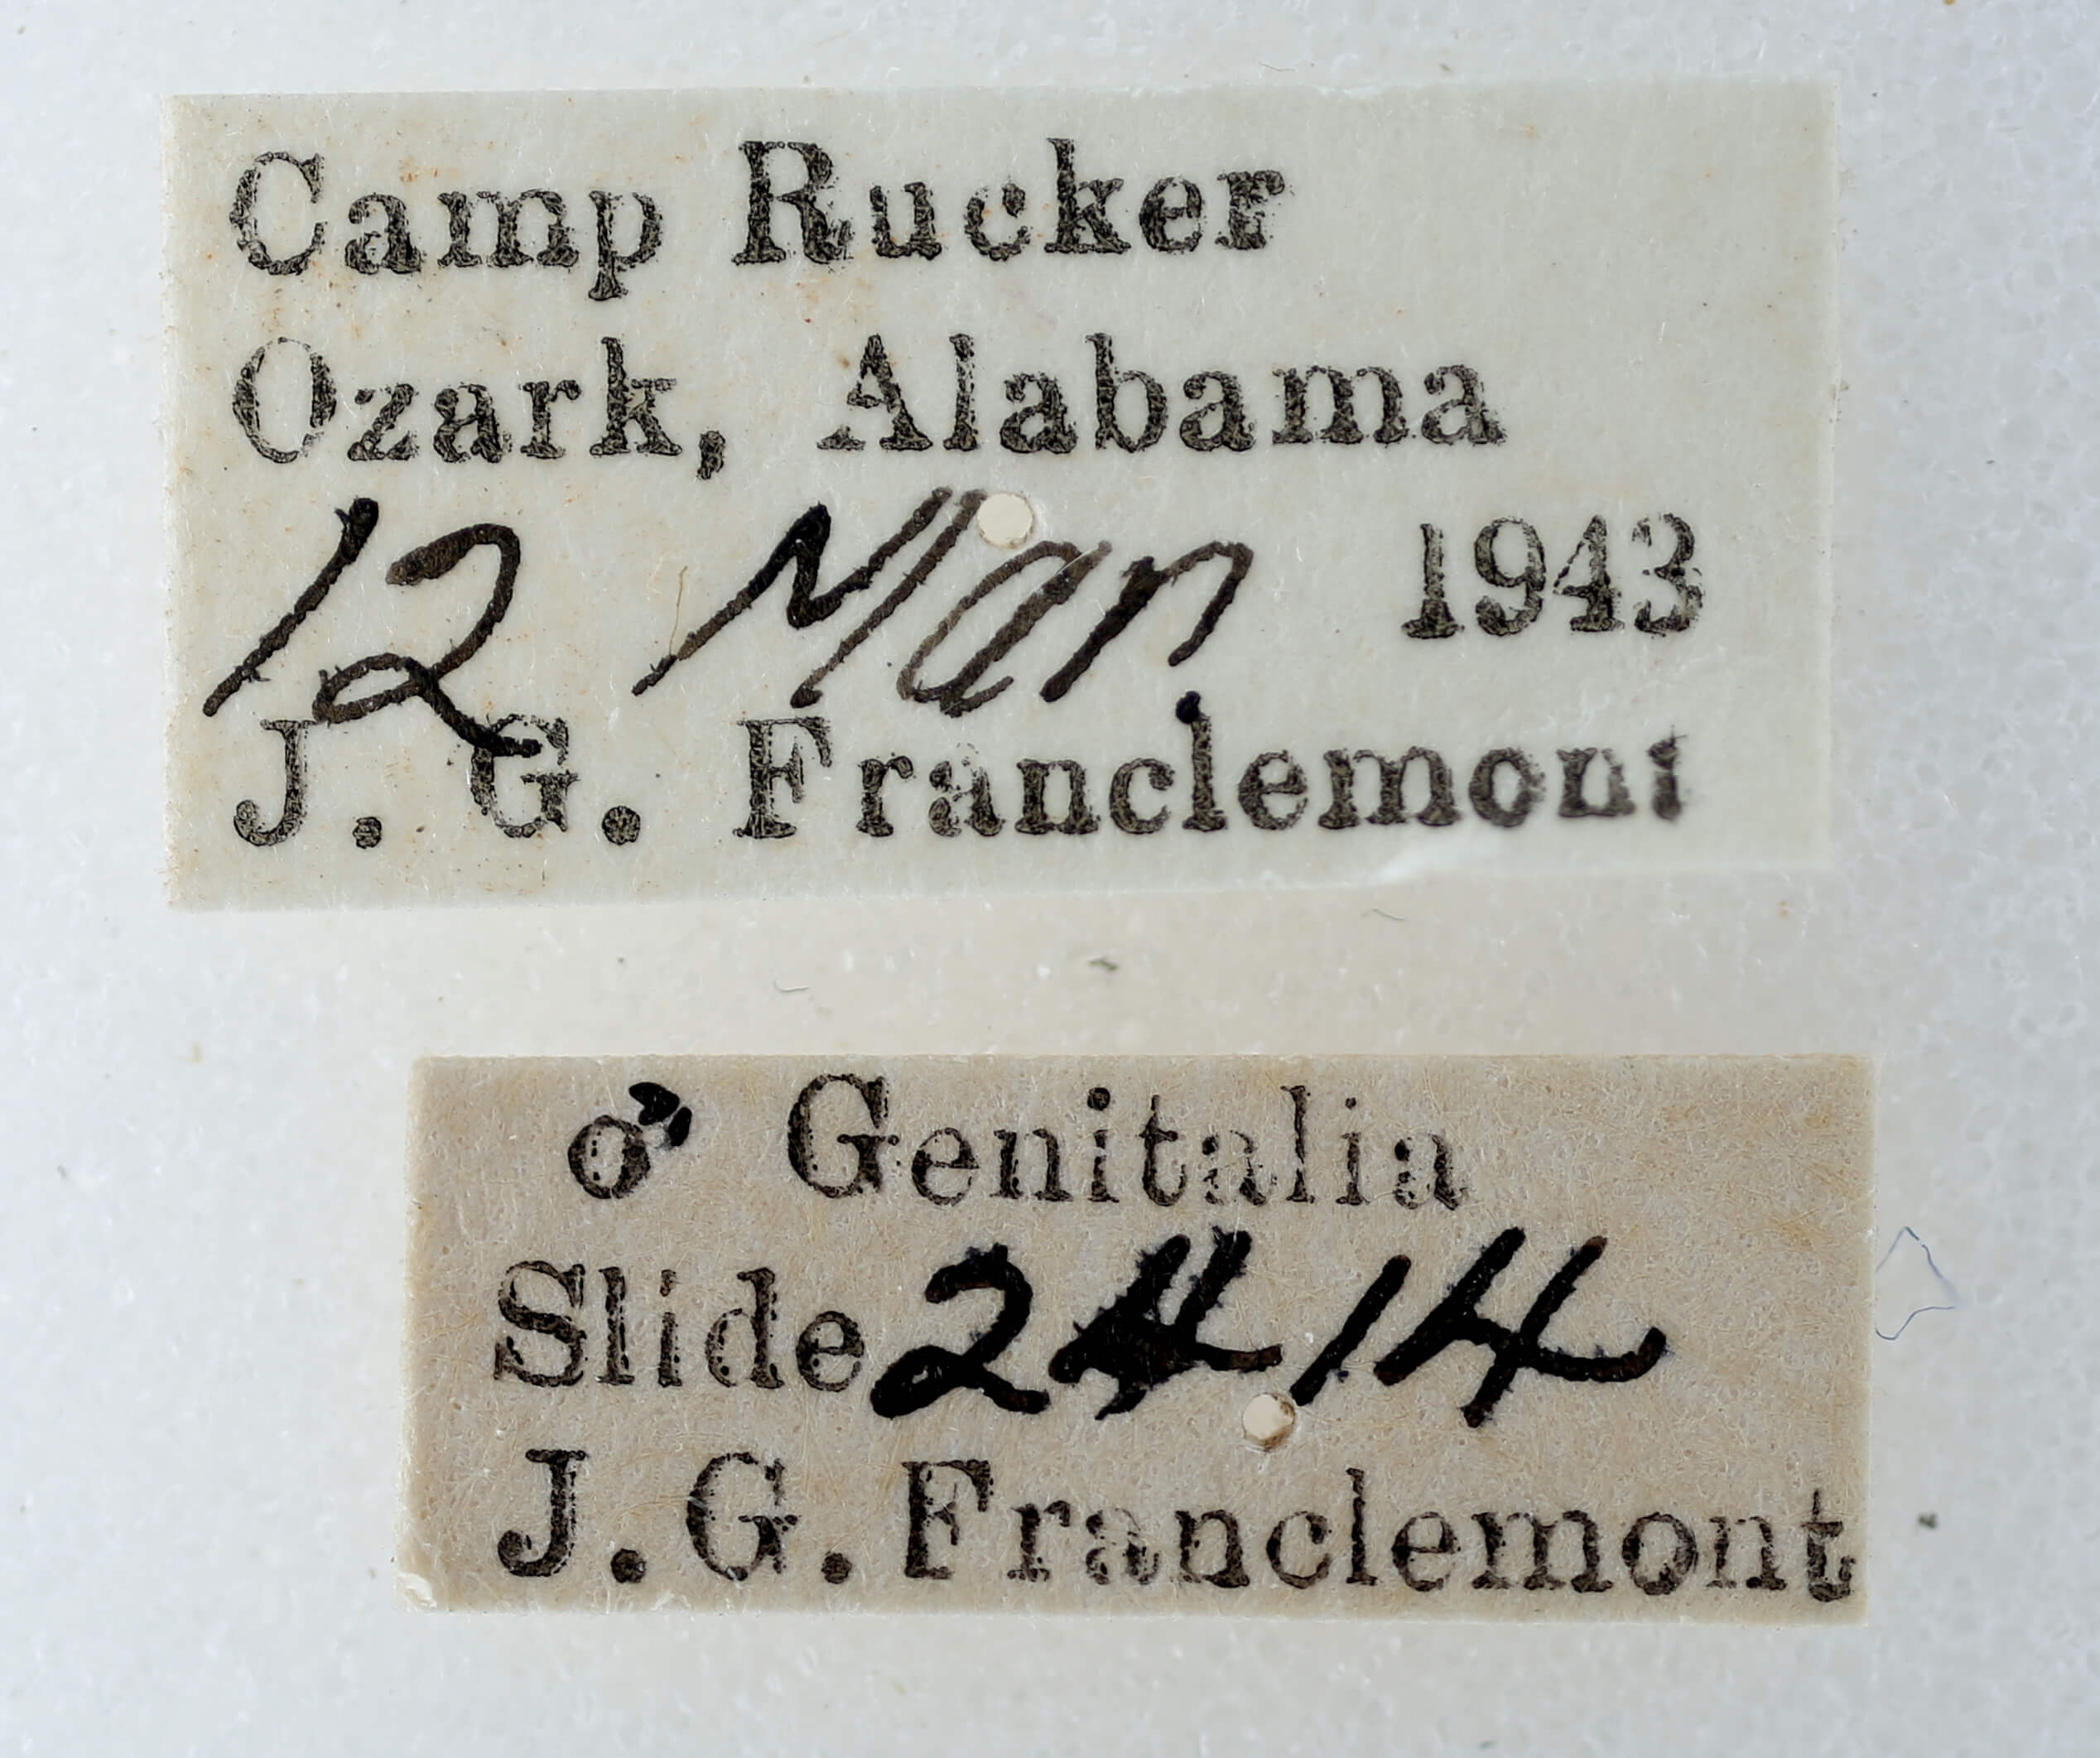 Camp Rucker
Ozark, Alabama
12 Mar. 1943
J. G. Franclemont
♂ Genitalia
Slide 2414
J.G.Franclemont